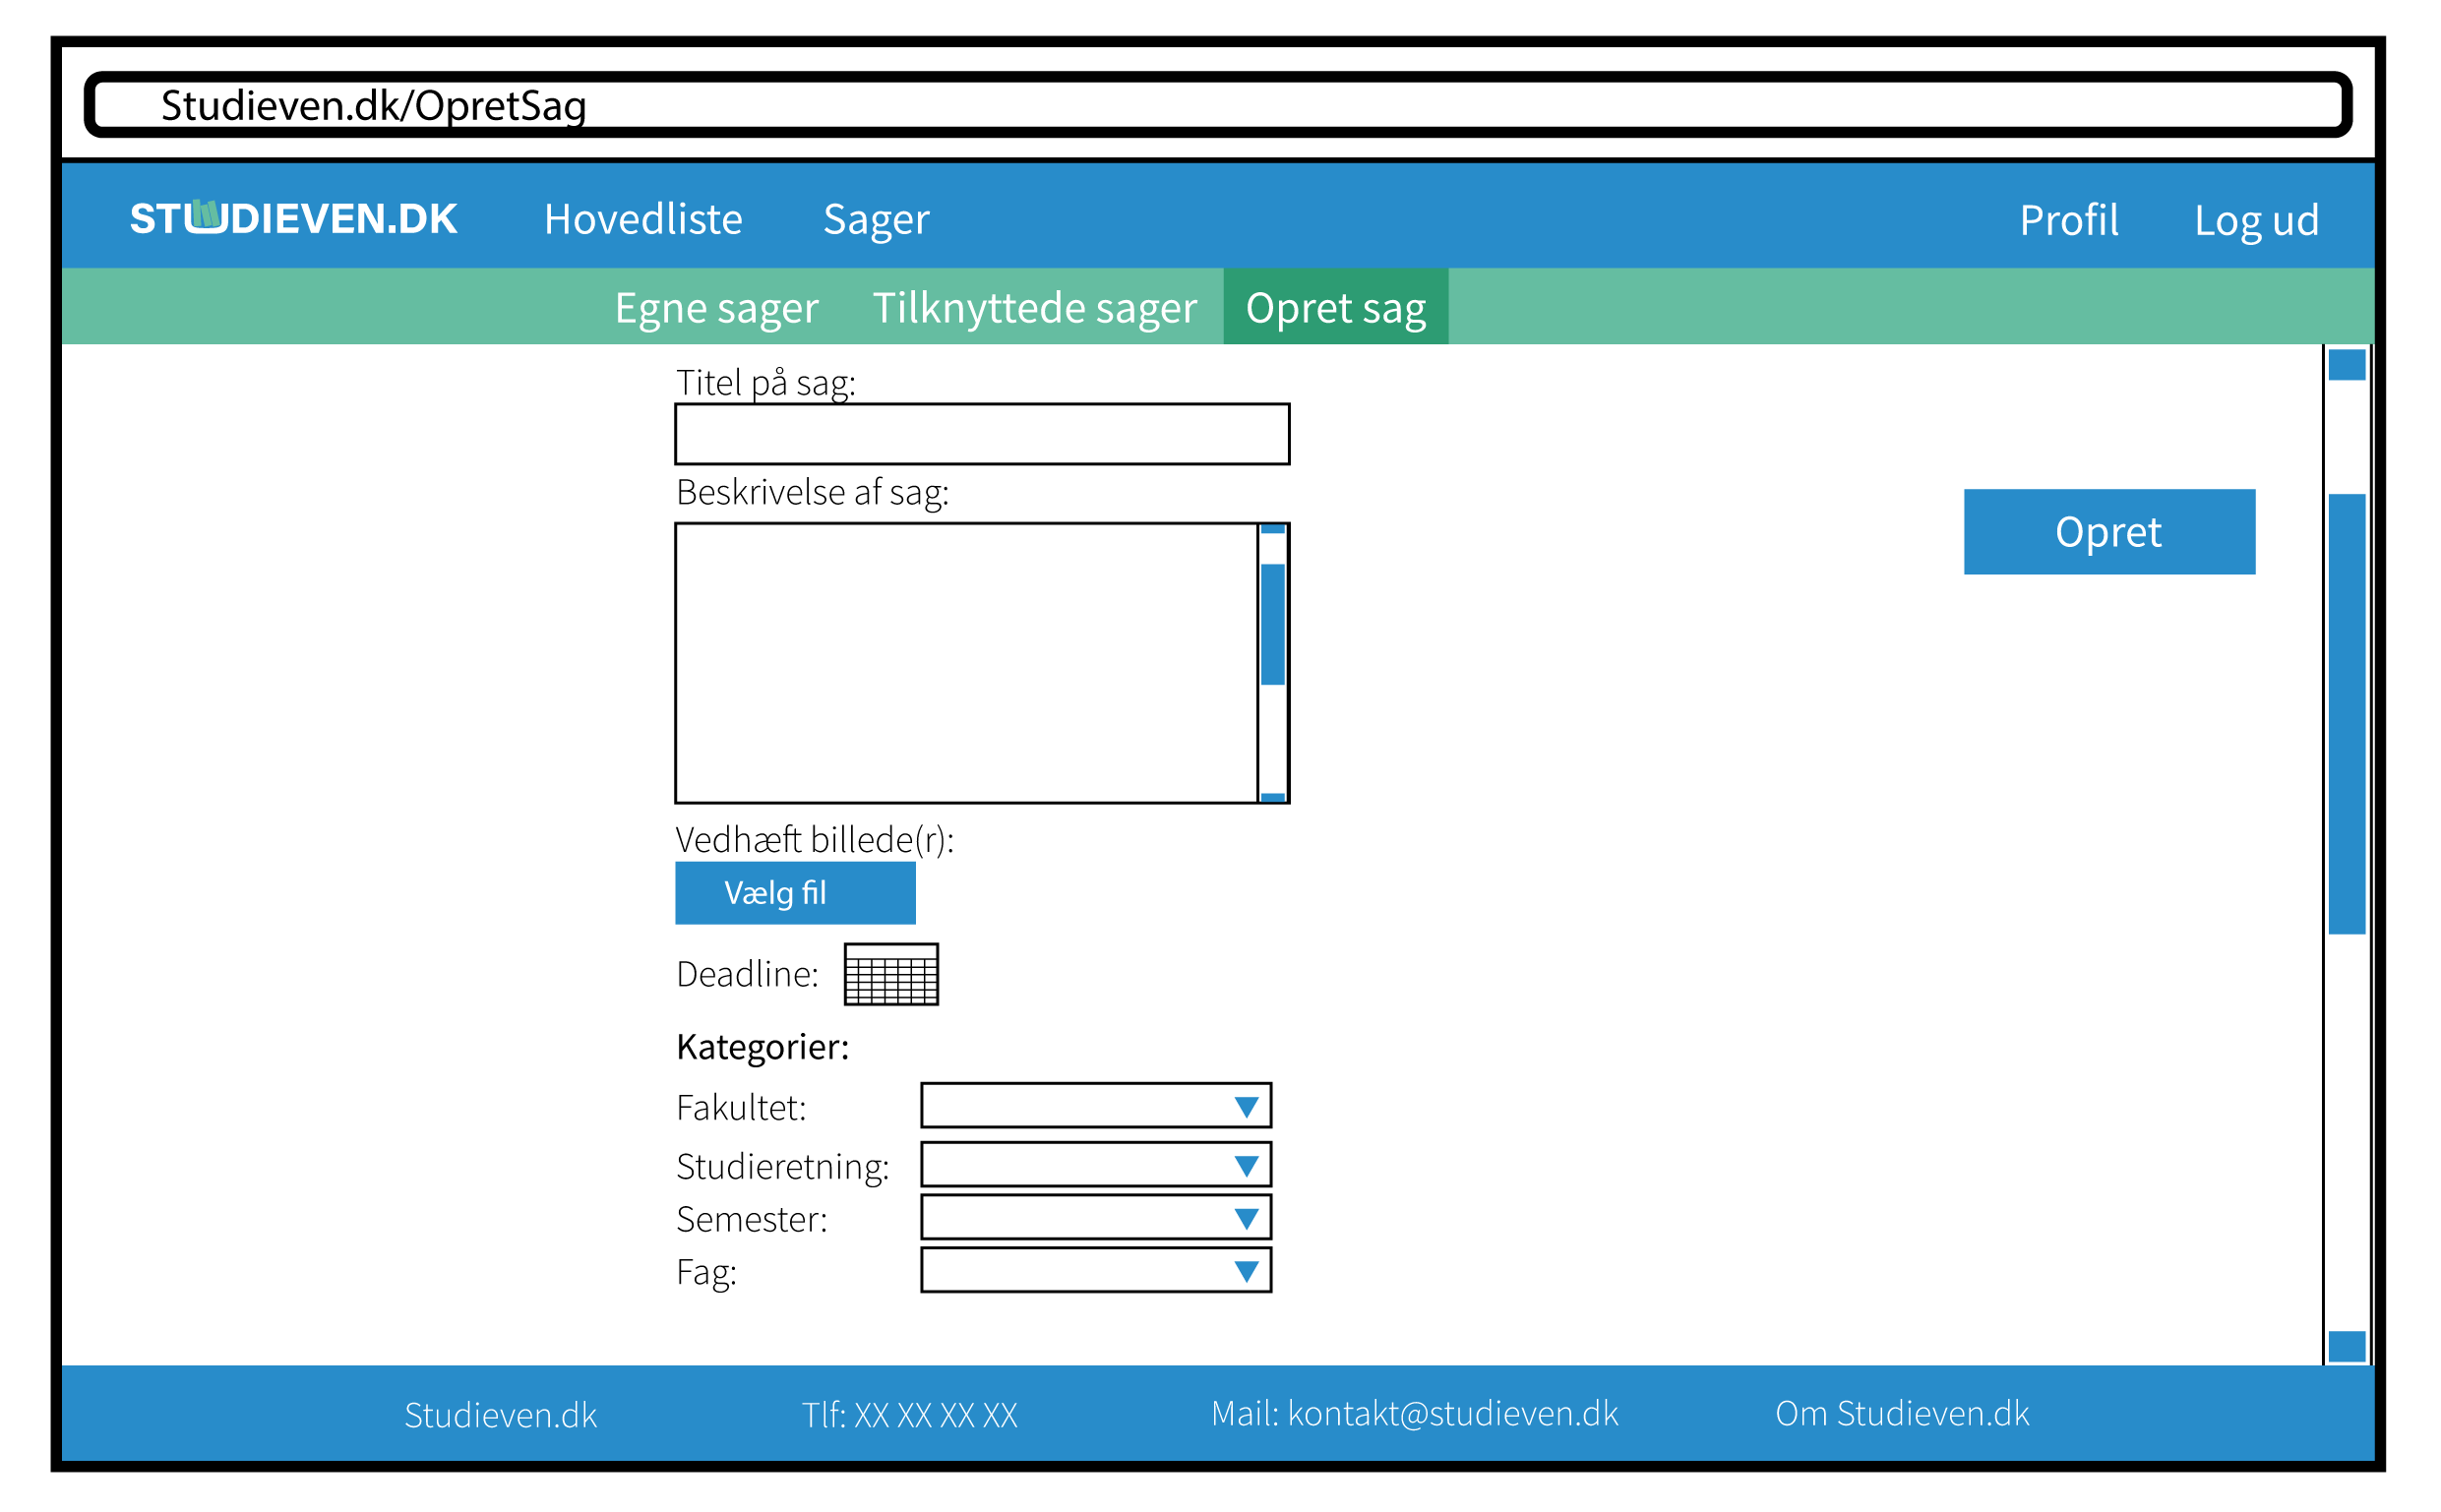 Studieven.dk/OpretSag
STUDIEVEN.DK Hovedliste Sager Profil Log ud
Egne sager Tilknyttede sager Opret sag
Titel på sag:
Beskrivelse af sag:
Opret
Vedhæft billede(r):
Vælg fil
Deadline:
Kategorier:
Fakultet:
Studieretning:
Semester:
Fag:
Studieven.dk Tlf: XX XX XX XX Mail: kontakt@studieven.dk Om Studieven.dk